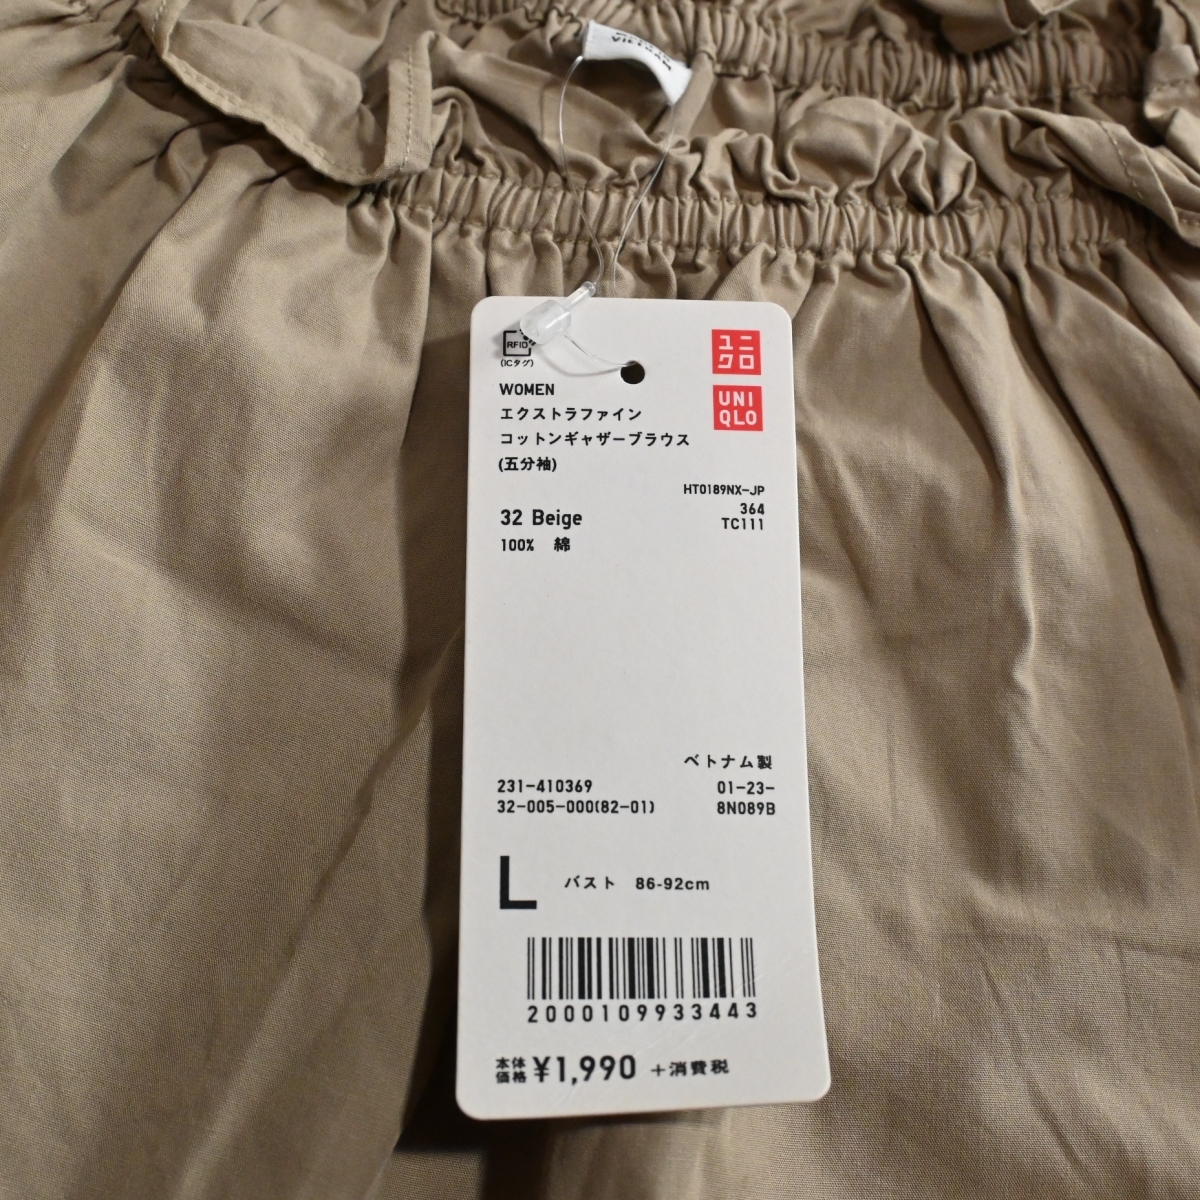 VIETNAM
RFID
(ICタグ)
ユニ
クロ
UNI
QLO
WOMEN
エクストラファイン
コットンギャザーブラウス
(五分袖)
HT0189NX-JP
364
TC111
32 Beige
100% 綿
ベトナム製
231-410369
01-23-
32-005-000(82-01)
8N089B
L バスト 86-92cm
2000109933443
本体
価格 ¥1,990 +消費税